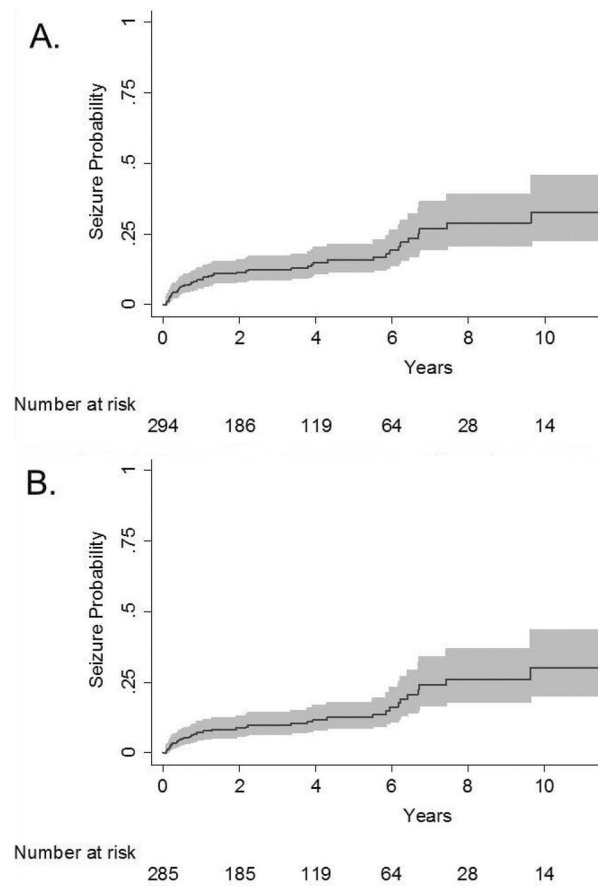 A.
Seizure Probability
1
.75
.5
.25
0
0 2 4 6 8 10
Years
Number at risk
294 186 119 64 28 14
B.
Seizure Probability
1
.75
.5
.25
0
0 2 4 6 8 10
Years
Number at risk
285 185 119 64 28 14